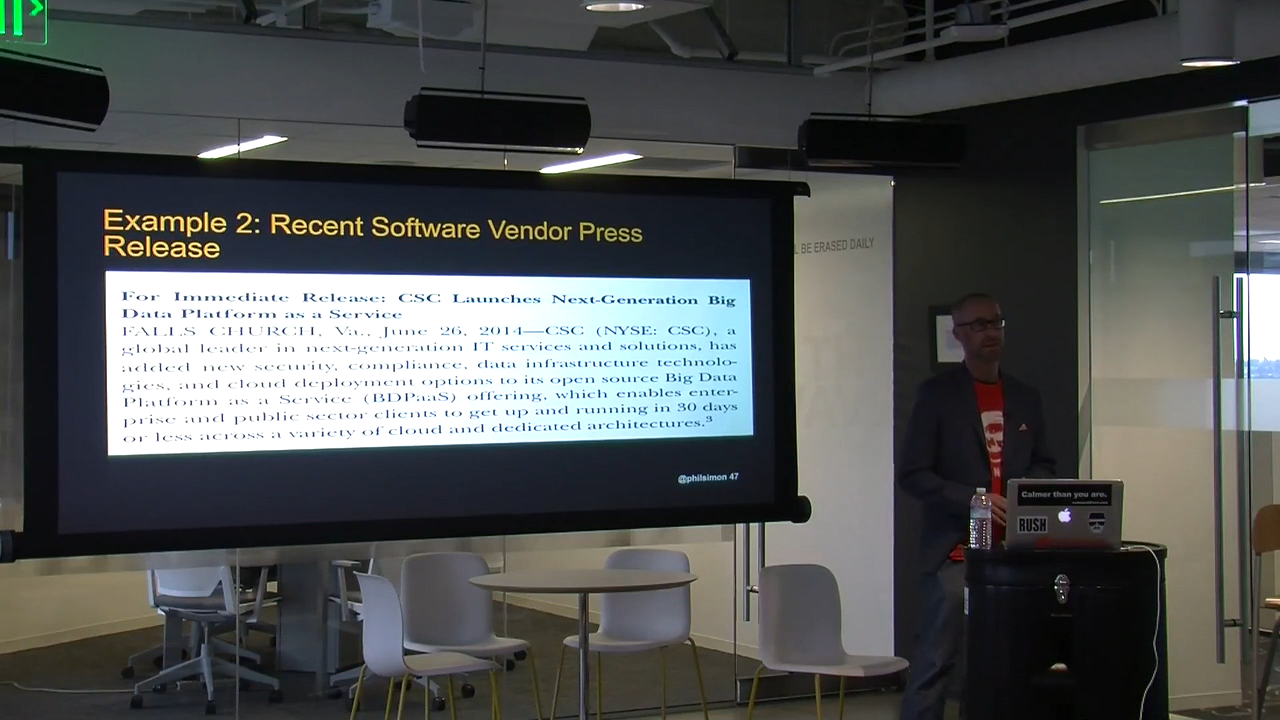 Example 2: Recent Software Vendor Press
Release
For Immediate Release: CSC Launches Next-Generation Big
Data Platform as a Service
FALLS CHURCH, Va., June 26, 2014—CSC (NYSE: CSC), a
global leader in next-generation IT services and solutions, has
added new security, compliance, data infrastructure technolo-
gies, and cloud deployment options to its open source Big Data
Platform as a Service (BDPaaS) offering, which enables enter-
prise and public sector clients to get up and running in 30 days
or less across a variety of cloud and dedicated architectures.3
@philsimon 47
BE ERASED DAILY
Calmer than you are.
RUSH